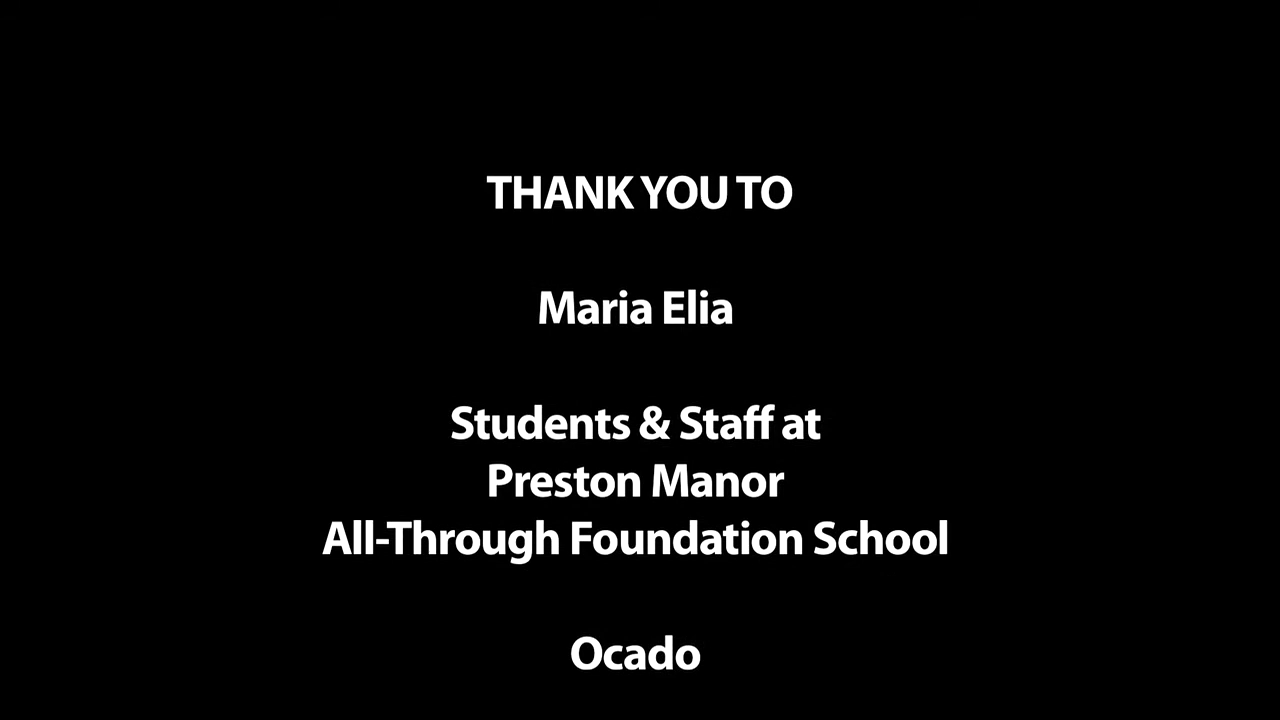 THANK YOU TO
Maria Elia
Students & Staff at
Preston Manor
All-Through Foundation School
Ocado